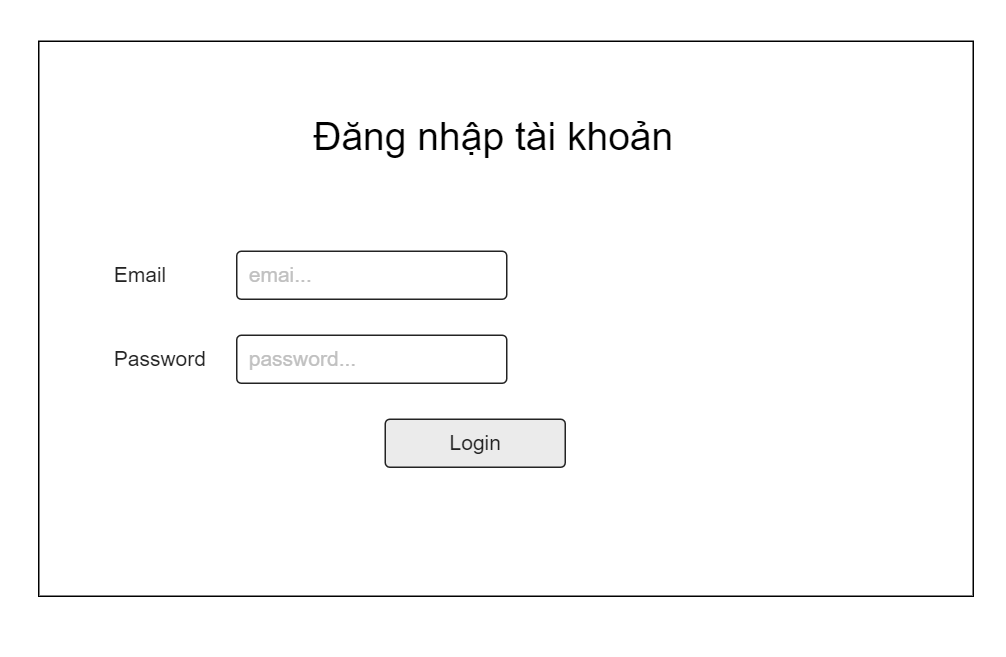 Đăng nhập tài khoản
Email
emai...
Password
password...
Login